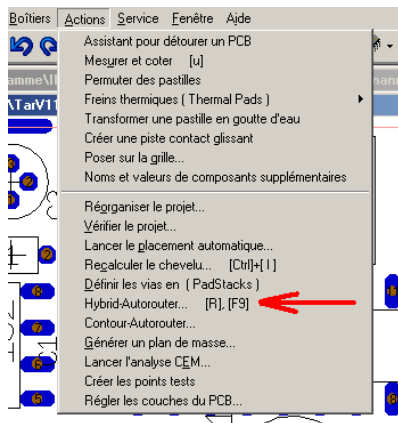 Boîtiers Actions Service Fenêtre Aide
Assistant pour détourer un PCB
Mesurer et coter [u]
Permuter des pastilles
Freins thermiques ( Thermal Pads )
Transformer une pastille en goutte d'eau
Créer une piste contact glissant
Poser sur la grille...
Noms et valeurs de composants supplémentaires
Réorganiser le projet...
Vérifier le projet...
Lancer le placement automatique...
Recalculer le chevelu... [Ctrl]+[ I ]
Définir les vias en ( PadStacks )
Hybrid-Autorouter... [R], [F9]
Contour-Autorouter...
Générer un plan de masse...
Lancer l'analyse CEM...
Créer les points tests
Régler les couches du PCB...
\TarV11